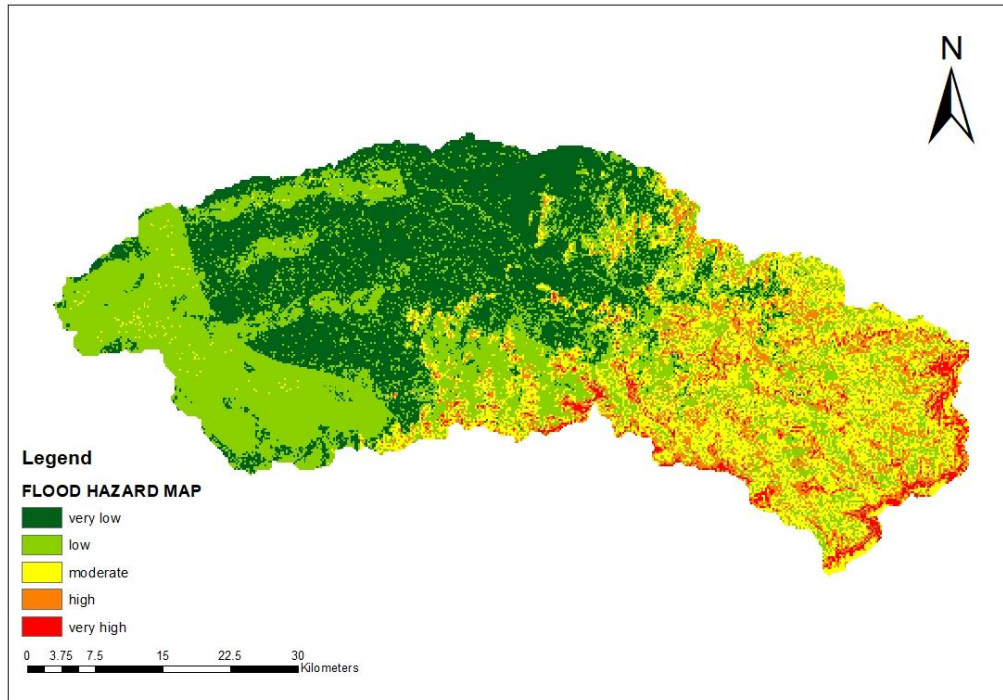 N
Legend
FLOOD HAZARD MAP
very low
low
moderate
high
very high
0 3.75 7.5 15 22.5 30
Kilometers